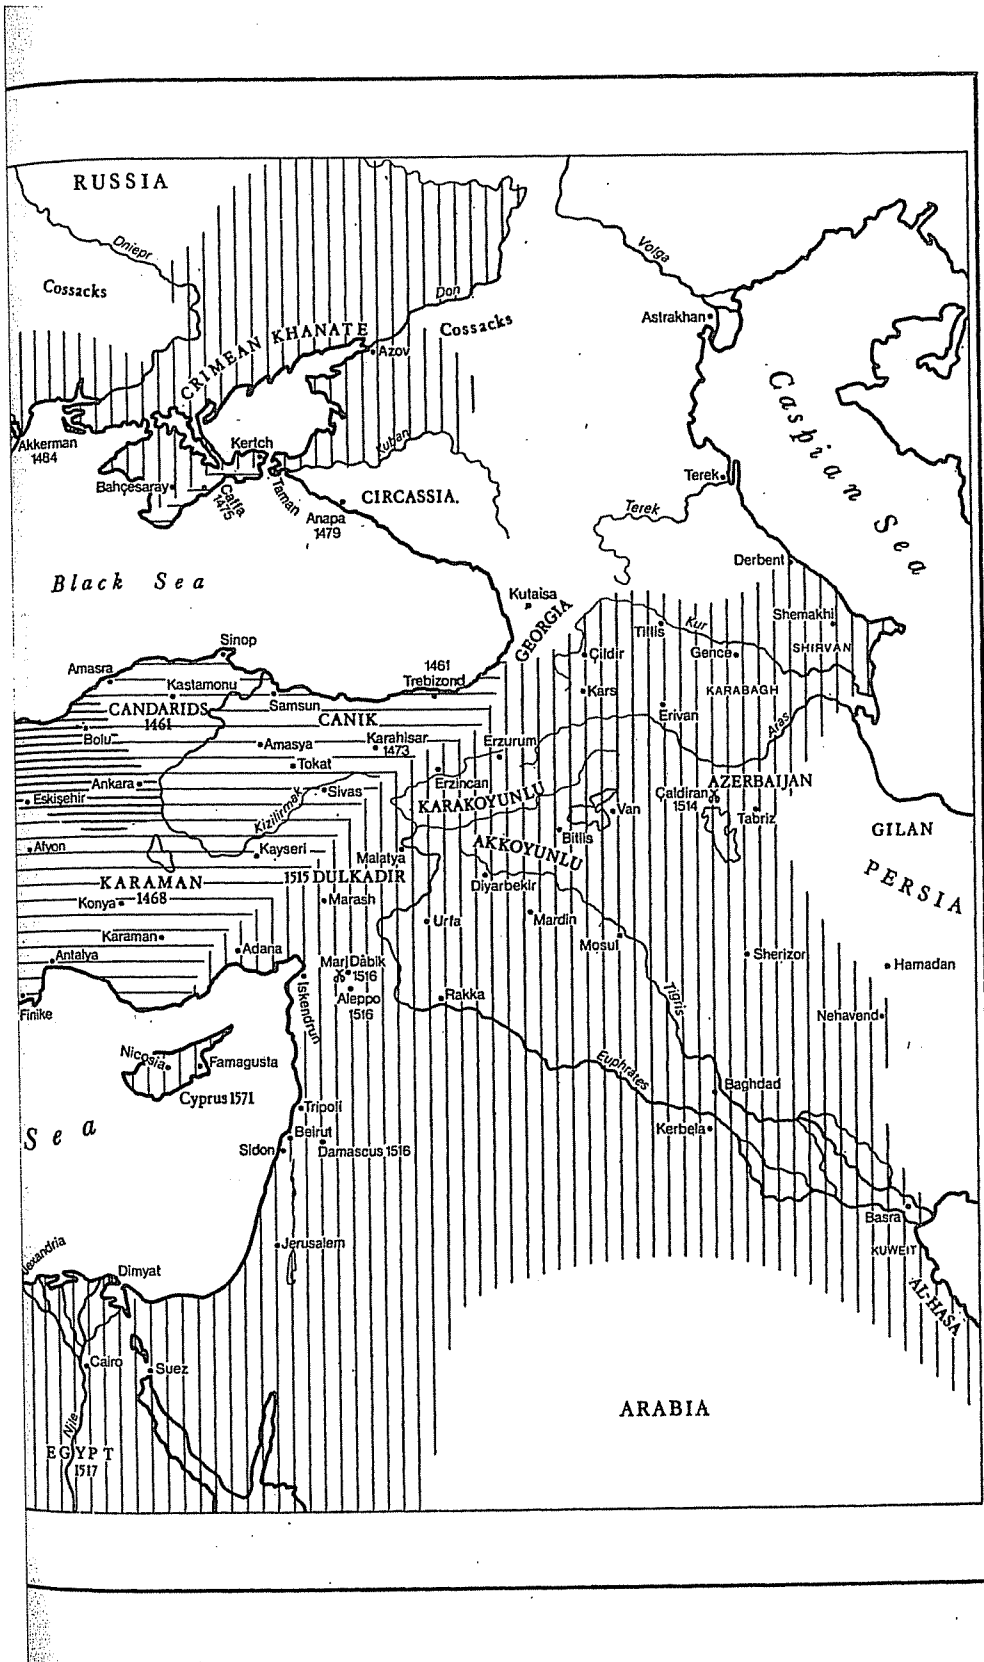 RUSSIA
Dniepr
Volga
Cossacks
Don
Cossacks
Astrakhan
CRIMEAN KHANATE
Azov
Caspian Sea
Akkerman
1484
Kertch
Kuban
Bahçesaray
Caffa
1475
Taman
CIRCASSIA.
Anapa
1479
Terek
Terek
Derbent
Black Sea
Kutaisa
GEORGIA
Shemakhi
Tiflis
Kur
Sinop
Çildir
Gence
SHIRVAN
Amasra
1461
Trebizond
Kastamonu
Samsun
Kars
KARABAGH
CANDARIDS
1461
CANIK
Erivan
Aras
Bolu
Amasya
Karahisar
1473
Erzurum
Tokat
Ankara
Erzincan
AZERBAIJAN
Eskişehir
Sivas
KARAKOYUNLU
Çaldiran
1514
Van
Tabriz
Kizilirmak
Bitlis
GILAN
Afyon
Kayseri
Malatya
AKKOYUNLU
KARAMAN
1468
1515 DULKADIR
Diyarbekir
PERSIA
Konya
Marash
Urfa
Mardin
Karaman
Adana
Mosul
Sherizor
Antalya
Marj Dâbik
1516
Hamadan
Finike
Iskendrun
Aleppo
1516
Rakka
Tigris
Nehavend
Nicosia
Famagusta
Euphrates
Cyprus 1571
Baghdad
Sea
Tripoli
Beirut
Kerbela
Sidon
Damascus 1516
Basra
Jerusalem
KUWEIT
lexandria
Dimyat
AL-HASA
Cairo
Suez
ARABIA
Nile
EGYPT
1517